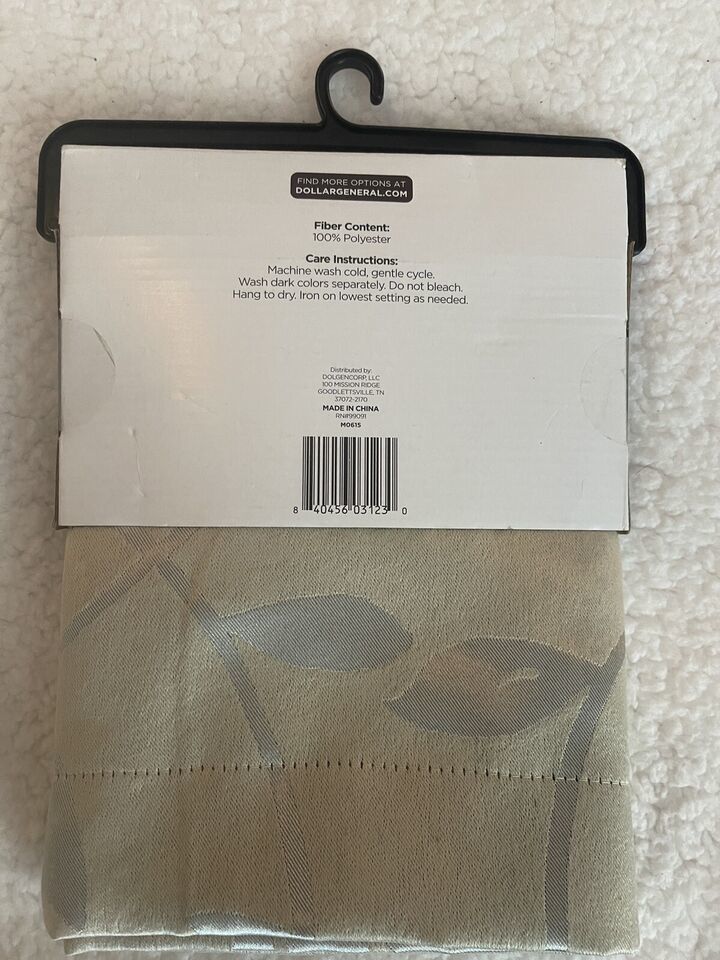 FIND MORE OPTIONS AT
DOLLARGENERAL.COM
Fiber Content:
100% Polyester
Care Instructions:
Machine wash cold, gentle cycle.
Wash dark colors separately. Do not bleach.
Hang to dry. Iron on lowest setting as needed.
Distributed by:
DOLGENCORP, LLC
100 MISSION RIDGE
GOODLETTSVILLE, TN
37072-2170
MADE IN CHINA
RN#99091
M0615
8 40456 03123 0